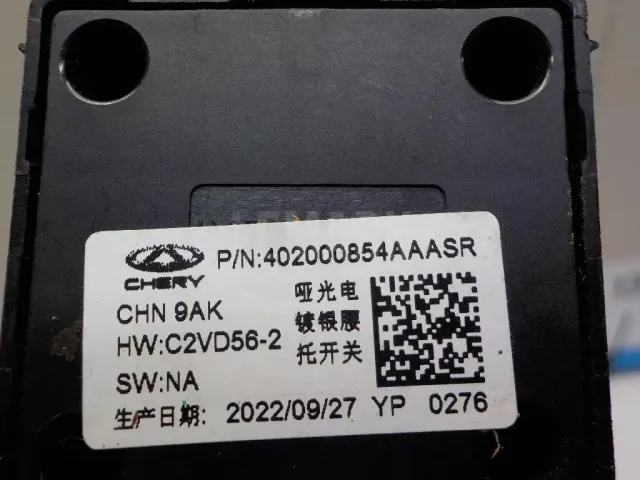 CHERY
P/N:402000854AAASR
CHN 9AK
HW:C2VD56-2
SW:NA
哑光电
镀银腰
托开关
生产日期: 2022/09/27 YP 0276